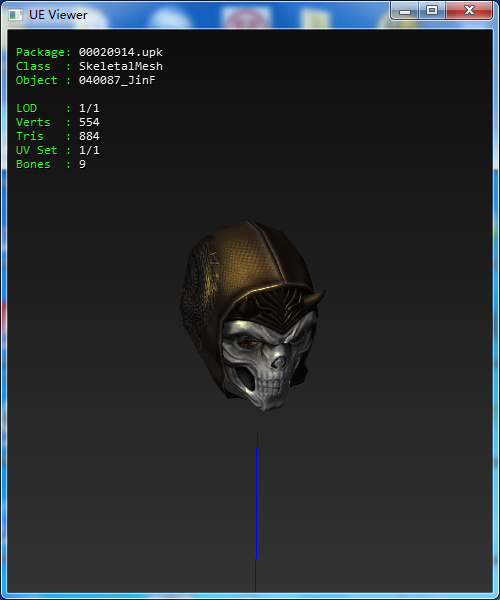 UE Viewer
Package: 00020914.upk
Class : SkeletalMesh
Object : 040087_JinF
LOD : 1/1
Verts : 554
Tris : 884
UV Set : 1/1
Bones : 9